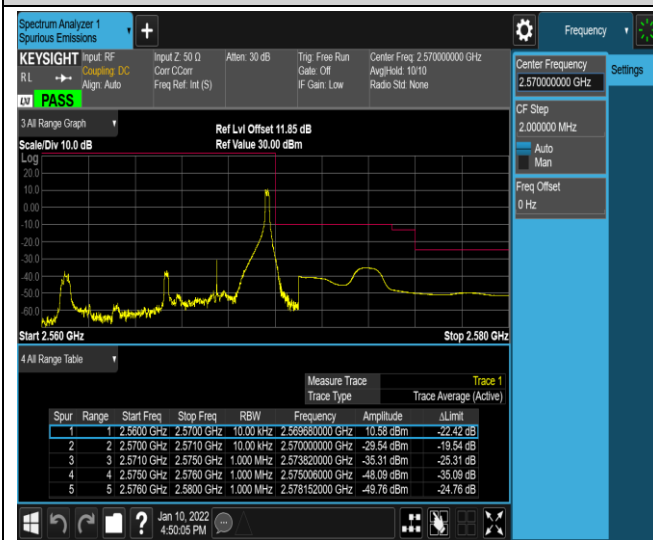 Spectrum Analyzer 1
Spurious Emissions
Frequency
KEYSIGHT Input: RF Input Z: 50 Ω Atten: 30 dB Trig: Free Run Center Freq: 2.570000000 GHz
RL Coupling: DC Corr CCorr Gate: Off Avg|Hold: 10/10
Align: Auto Freq Ref: Int (S) IF Gain: Low Radio Std: None
LXI PASS
Center Frequency
2.570000000 GHz
Settings
CF Step
2.000000 MHz
Auto
Man
Freq Offset
0 Hz
3 All Range Graph
Ref Lvl Offset 11.85 dB
Scale/Div 10.0 dB Ref Value 30.00 dBm
Log
20.0
10.0
0.00
-10.0
-20.0
-30.0
-40.0
-50.0
-60.0
Start 2.560 GHz Stop 2.580 GHz
4 All Range Table
Measure Trace Trace 1
Trace Type Trace Average (Active)
Spur Range Start Freq Stop Freq RBW Frequency Amplitude ΔLimit
1 1 2.5600 GHz 2.5700 GHz 10.00 kHz 2.569680000 GHz 10.58 dBm -22.42 dB
2 2 2.5700 GHz 2.5710 GHz 10.00 kHz 2.570000000 GHz -29.54 dBm -19.54 dB
3 3 2.5710 GHz 2.5750 GHz 1.000 MHz 2.573820000 GHz -35.31 dBm -25.31 dB
4 4 2.5750 GHz 2.5760 GHz 1.000 MHz 2.575006000 GHz -48.09 dBm -35.09 dB
5 5 2.5760 GHz 2.5800 GHz 1.000 MHz 2.578152000 GHz -49.76 dBm -24.76 dB
Jan 10, 2022
4:50:05 PM